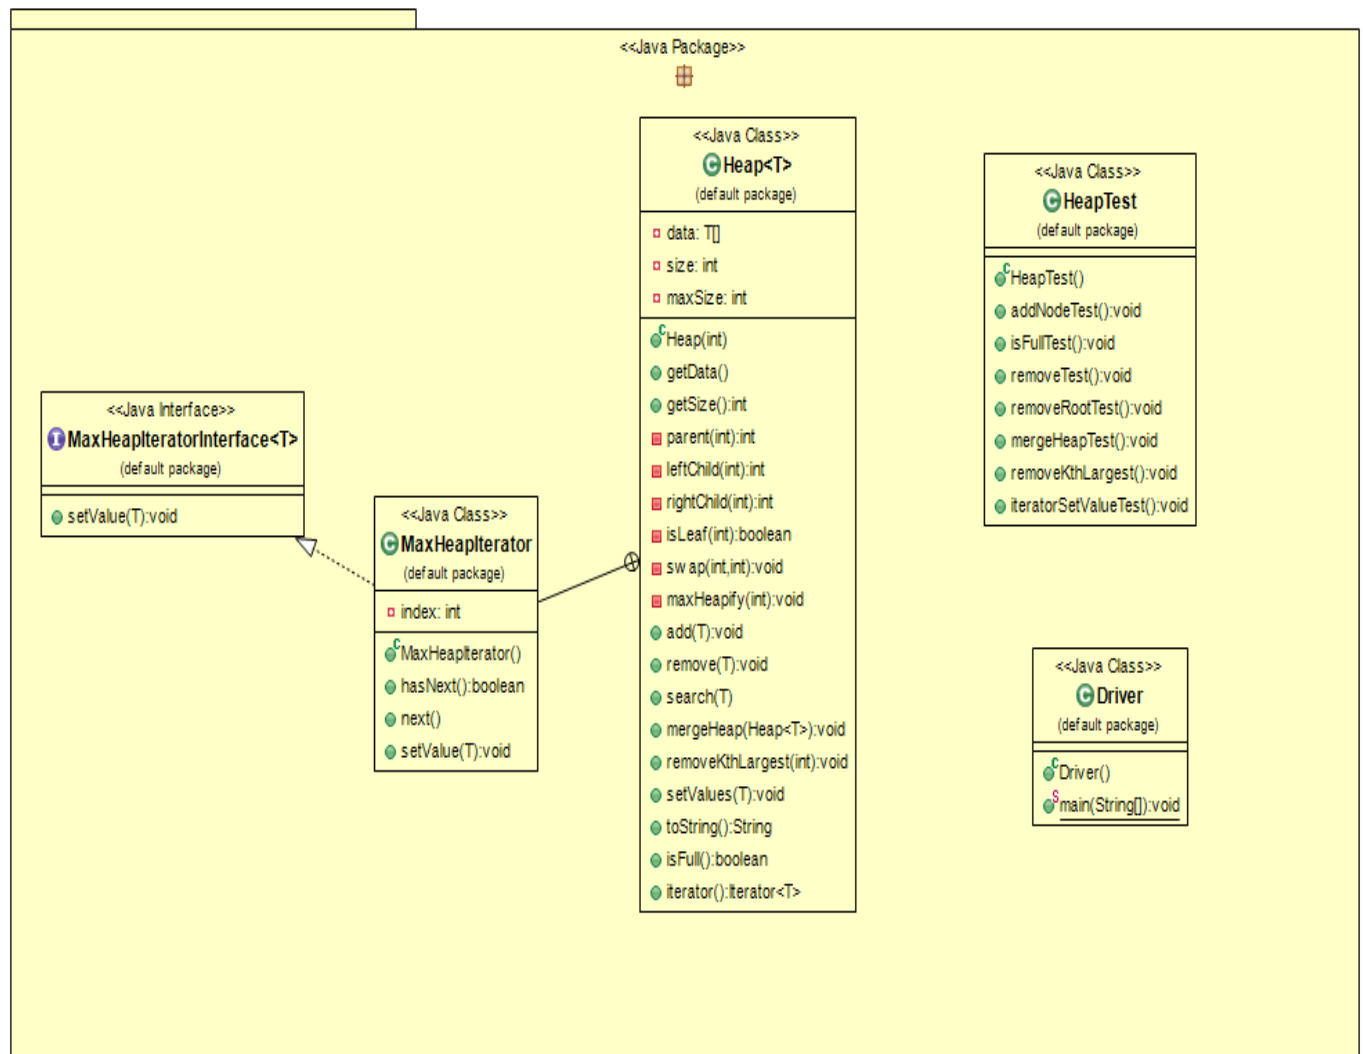 <<Java Package>>
<<Java Interface>>
MaxHeapIteratorInterface<T>
(default package)
setValue(T):void
<<Java Class>>
MaxHeapIterator
(default package)
index: int
MaxHeapIterator()
hasNext():boolean
next()
setValue(T):void
<<Java Class>>
Heap<T>
(default package)
data: T[]
size: int
maxSize: int
Heap(int)
getData()
getSize():int
parent(int):int
leftChild(int):int
rightChild(int):int
isLeaf(int):boolean
swap(int,int):void
maxHeapify(int):void
add(T):void
remove(T):void
search(T)
mergeHeap(Heap<T>):void
removeKthLargest(int):void
setValues(T):void
toString():String
isFull():boolean
iterator():Iterator<T>
<<Java Class>>
HeapTest
(default package)
HeapTest()
addNodeTest():void
isFullTest():void
removeTest():void
removeRootTest():void
mergeHeapTest():void
removeKthLargest():void
iteratorSetValueTest():void
<<Java Class>>
Driver
(default package)
Driver()
main(String[]):void